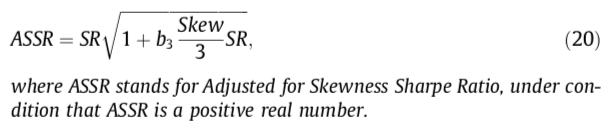 ASSR = SR√(1 + b₃ (Skew/3) SR), (20)
where ASSR stands for Adjusted for Skewness Sharpe Ratio, under con-
dition that ASSR is a positive real number.